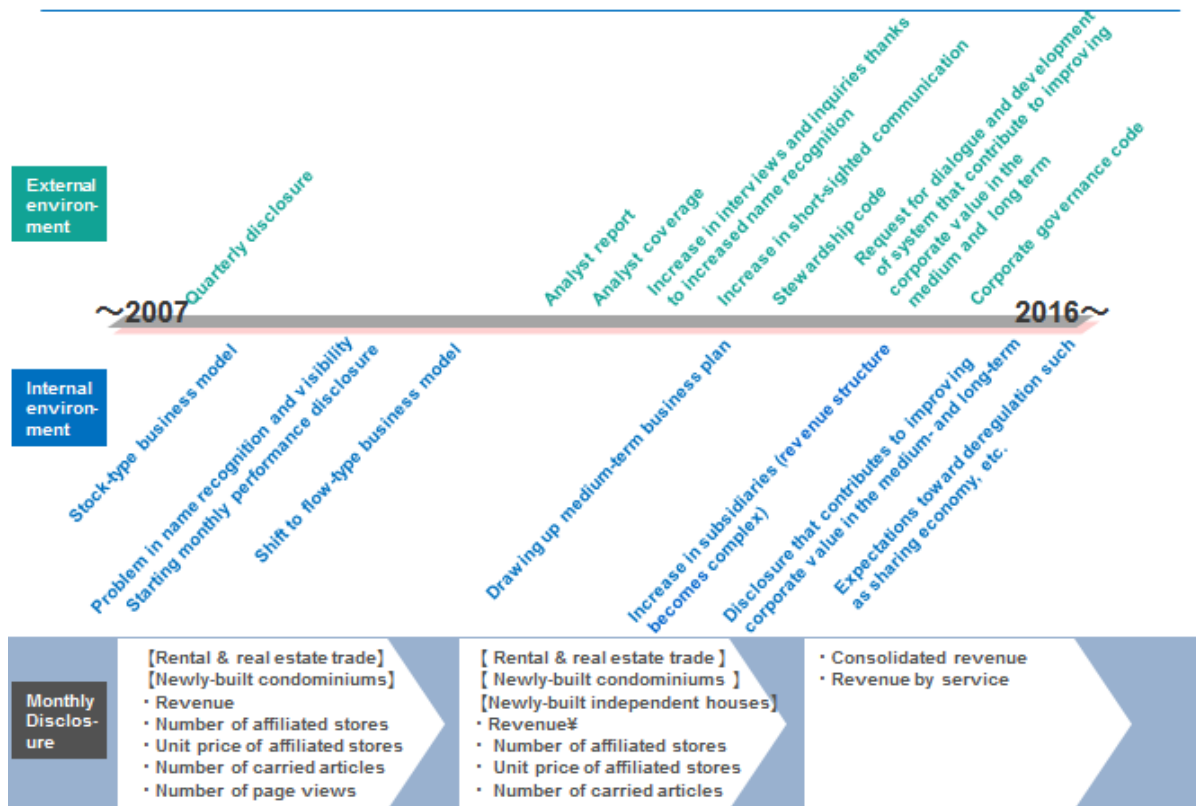 External
environ-
ment
Quarterly disclosure
Analyst report
Analyst coverage
Increase in interviews and inquiries thanks
to increased name recognition
Increase in short-sighted communication
Stewardship code
Request for dialogue and development
of system that contribute to improving
corporate value in the
medium and long term
Corporate governance code
～2007
2016～
Internal
environ-
ment
Stock-type business model
Problem in name recognition and visibility
Starting monthly performance disclosure
Shift to flow-type business model
Drawing up medium-term business plan
Increase in subsidiaries (revenue structure
becomes complex)
Disclosure that contributes to improving
corporate value in the medium- and long-term
Expectations toward deregulation such
as sharing economy, etc.
Monthly
Disclos-
ure
【Rental & real estate trade】
【Newly-built condominiums】
・Revenue
・Number of affiliated stores
・Unit price of affiliated stores
・Number of carried articles
・Number of page views
【 Rental & real estate trade 】
【 Newly-built condominiums 】
【Newly-built independent houses】
・Revenue¥
・ Number of affiliated stores
・ Unit price of affiliated stores
・ Number of carried articles
・Consolidated revenue
・Revenue by service